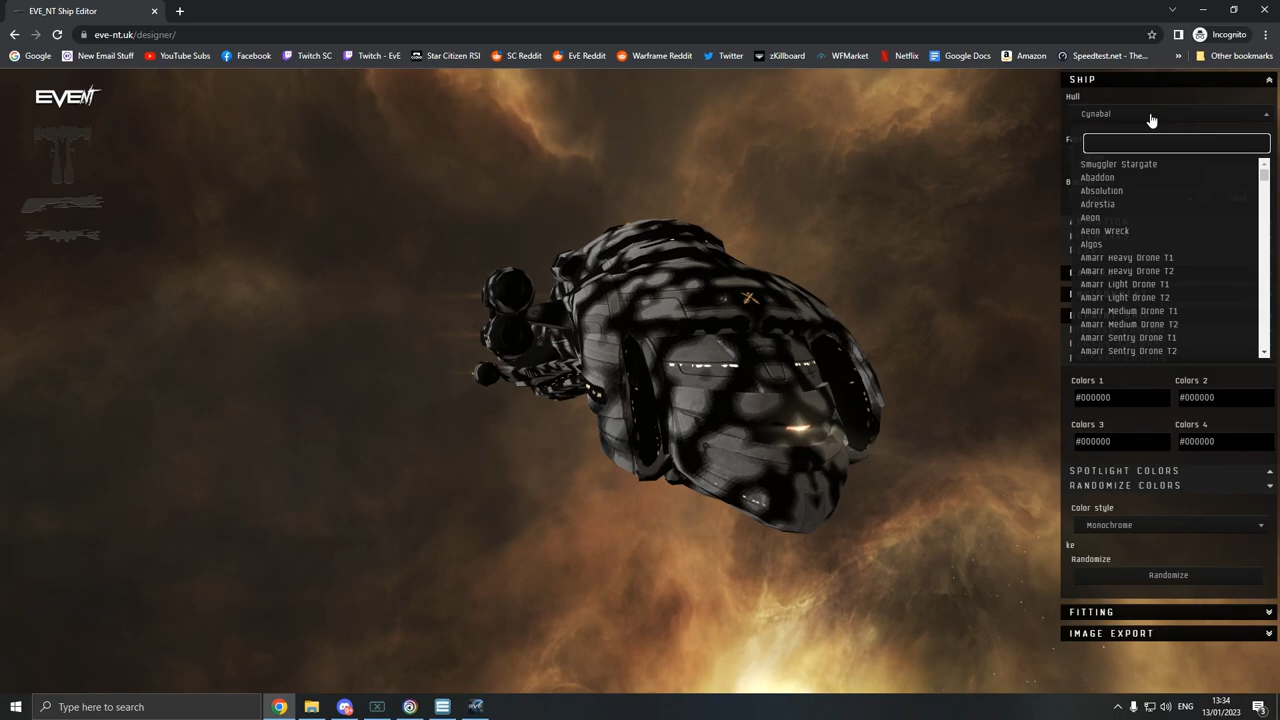 EVE_NT Ship Editor
eve-nt.uk/designer/
Incognito
Google
Import from Mozill...
YouTube Subs
Facebook
Twitch SC
Twitch - EvE
Star Citizen RSI
SC Reddit
EvE Reddit
Warframe Reddit
Twitter
zKillboard
WFMarket
Netflix
Google Docs
Amazon
Speedtest.net - The...
»
Other bookmarks
EVENT
SHIP
Hull
Cynabal
Smuggler Stargate
Abaddon
Absolution
Adrestia
Aeon
Aeon Wreck
Algos
Amarr Heavy Drone T1
Amarr Heavy Drone T2
Amarr Light Drone T1
Amarr Light Drone T2
Amarr Medium Drone T1
Amarr Medium Drone T2
Amarr Sentry Drone T1
Amarr Sentry Drone T2
Colors 1
Colors 2
#000000
#000000
Colors 3
Colors 4
#000000
#000000
SPOTLIGHT COLORS
RANDOMIZE COLORS
Color style
Monochrome
ke
Randomize
Randomize
FITTING
IMAGE EXPORT
Type here to search
ENG
13:34
13/01/2023
3